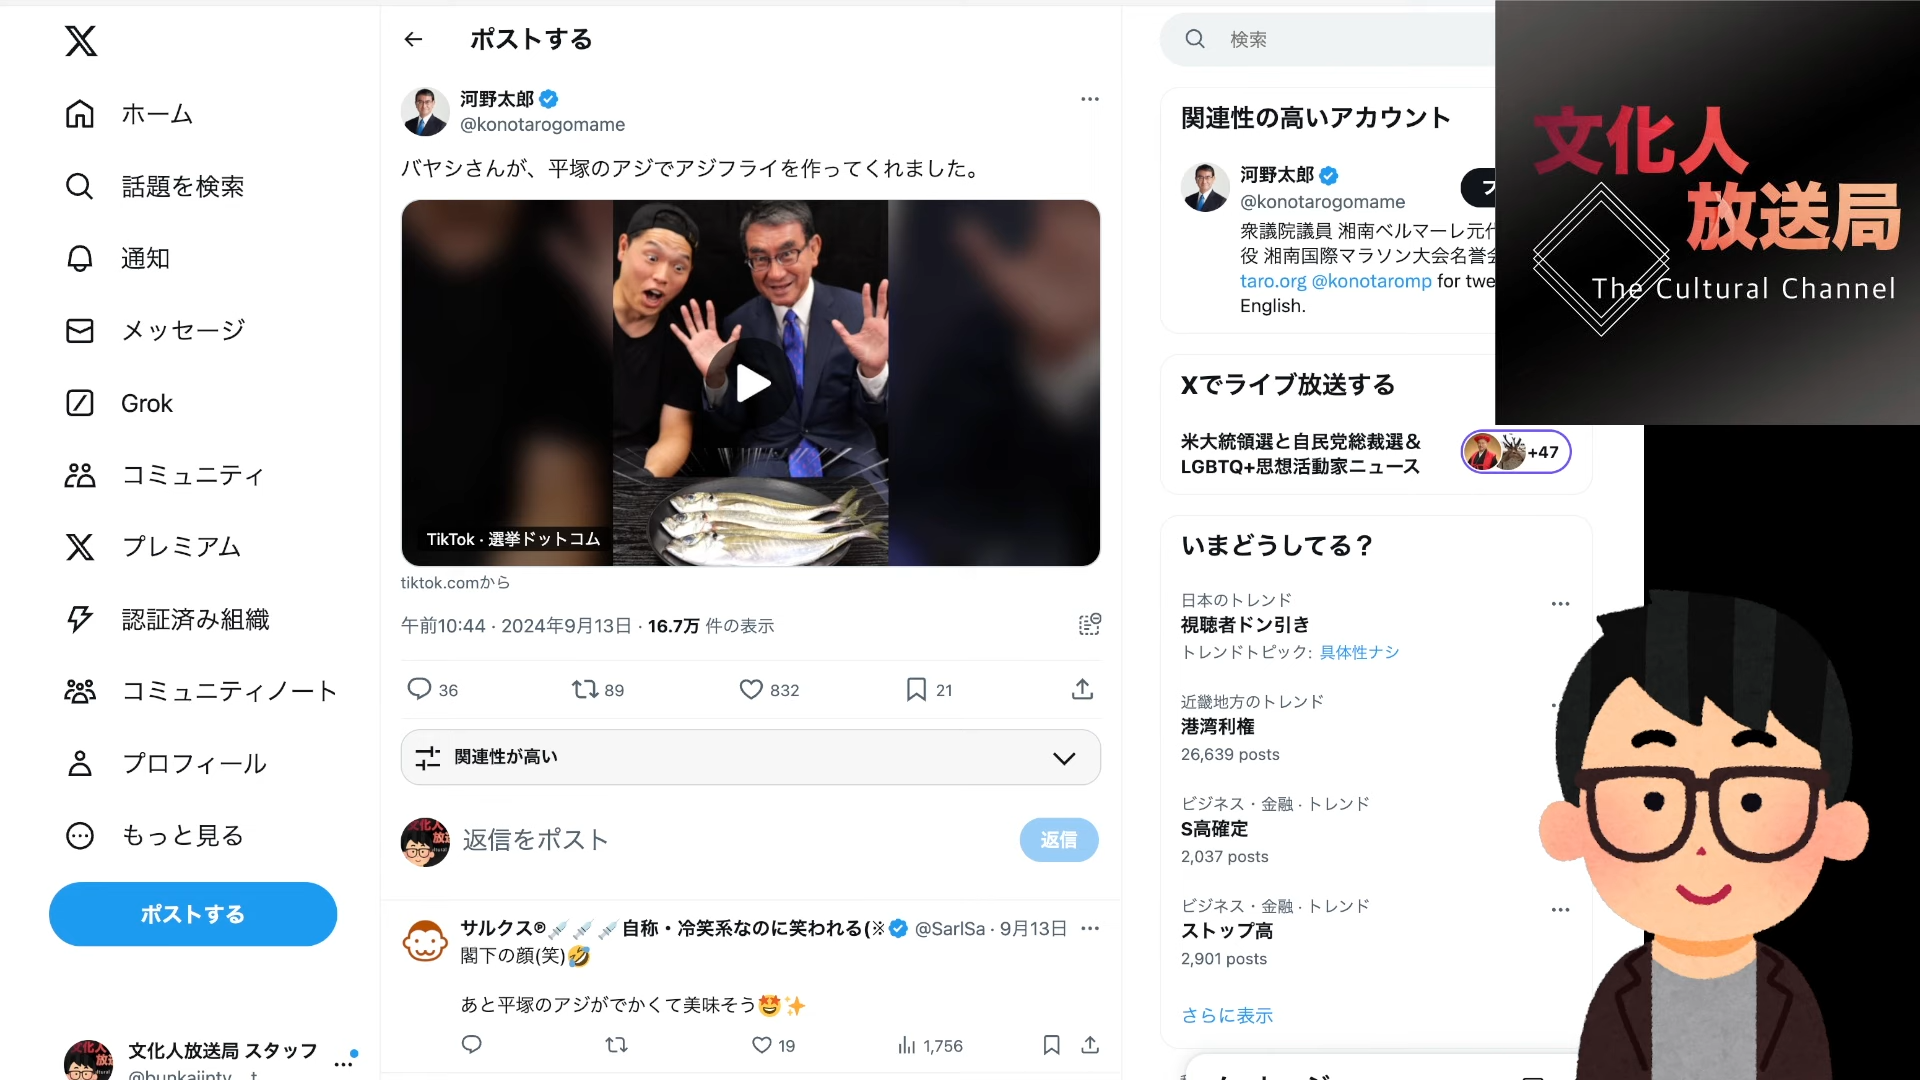 ホーム
話題を検索
通知
メッセージ
Grok
コミュニティ
プレミアム
認証済み組織
コミュニティノート
プロフィール
もっと見る
ポストする
文化人放送局 スタッフ
ポストする
河野太郎
@konotarogomame
バヤシさんが、平塚のアジでアジフライを作ってくれました。
TikTok · 選挙ドットコム
tiktok.comから
午前10:44 · 2024年9月13日 · 16.7万 件の表示
36
89
832
21
関連性が高い
返信をポスト
返信
サルクス®💉💉💉自称・冷笑系なのに笑われる(※ @SarlSa · 9月13日
閣下の顔(笑)🤣
あと平塚のアジがでかくて美味そう🤩✨
19
1,756
検索
関連性の高いアカウント
河野太郎
@konotarogomame
衆議院議員 湘南ベルマーレ元代
役 湘南国際マラソン大会名誉会
taro.org @konotaromp for twe
English.
Xでライブ放送する
米大統領選と自民党総裁選&
LGBTQ+思想活動家ニュース
+47
いまどうしてる？
日本のトレンド
視聴者ドン引き
トレンドトピック: 具体性ナシ
近畿地方のトレンド
港湾利権
26,639 posts
ビジネス・金融 · トレンド
S高確定
2,037 posts
ビジネス・金融 · トレンド
ストップ高
2,901 posts
さらに表示
文化人
放送局
The Cultural Channel